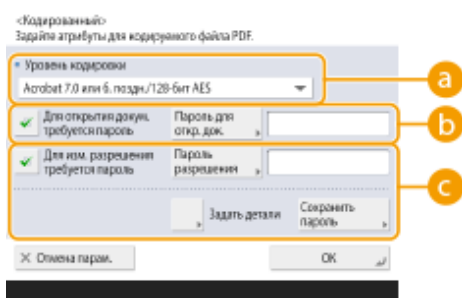 <Кодированный>
Задайте атрибуты для кодируемого файла PDF.
Уровень кодировки
Acrobat 7.0 или б. поздн./128-бит AES
a
Для открытия докум. требуется пароль
Пароль для откр. док.
b
Для изм. разрешения требуется пароль
Пароль разрешения
c
Задать детали
Сохранить пароль
Отмена парам.
OK